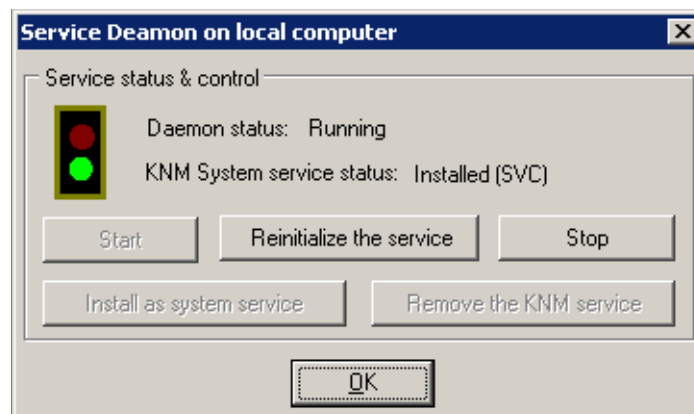 Service Deamon on local computer
Service status & control
Daemon status: Running
KNM System service status: Installed (SVC)
Start Reinitialize the service Stop
Install as system service Remove the KNM service
OK